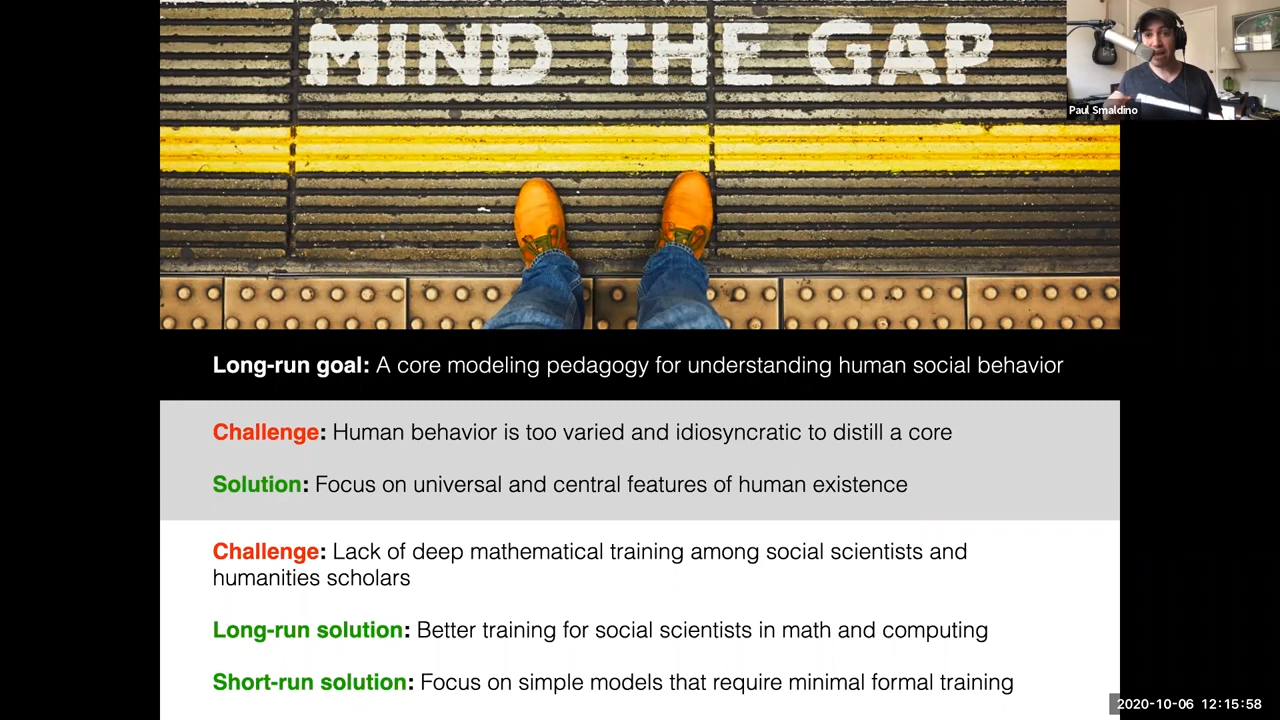 MIND THE GAP
Paul Smaldino
Long-run goal: A core modeling pedagogy for understanding human social behavior
Challenge: Human behavior is too varied and idiosyncratic to distill a core
Solution: Focus on universal and central features of human existence
Challenge: Lack of deep mathematical training among social scientists and
humanities scholars
Long-run solution: Better training for social scientists in math and computing
Short-run solution: Focus on simple models that require minimal formal training
2020-10-06 12:15:58